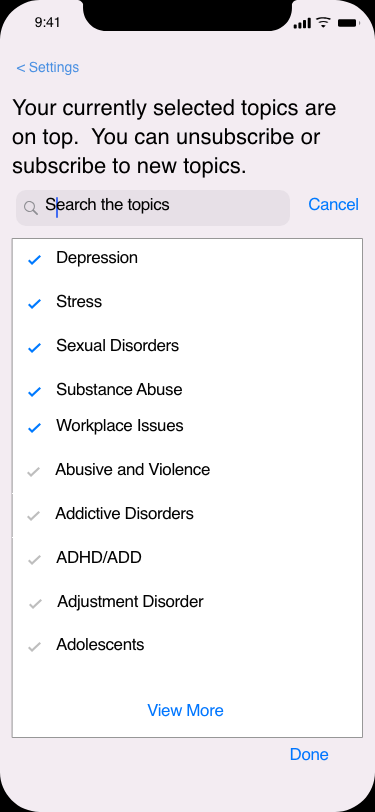 9:41
< Settings
Your currently selected topics are
on top.  You can unsubscribe or
subscribe to new topics.
Search the topics
Cancel
Depression
Stress
Sexual Disorders
Substance Abuse
Workplace Issues
Abusive and Violence
Addictive Disorders
ADHD/ADD
Adjustment Disorder
Adolescents
View More
Done